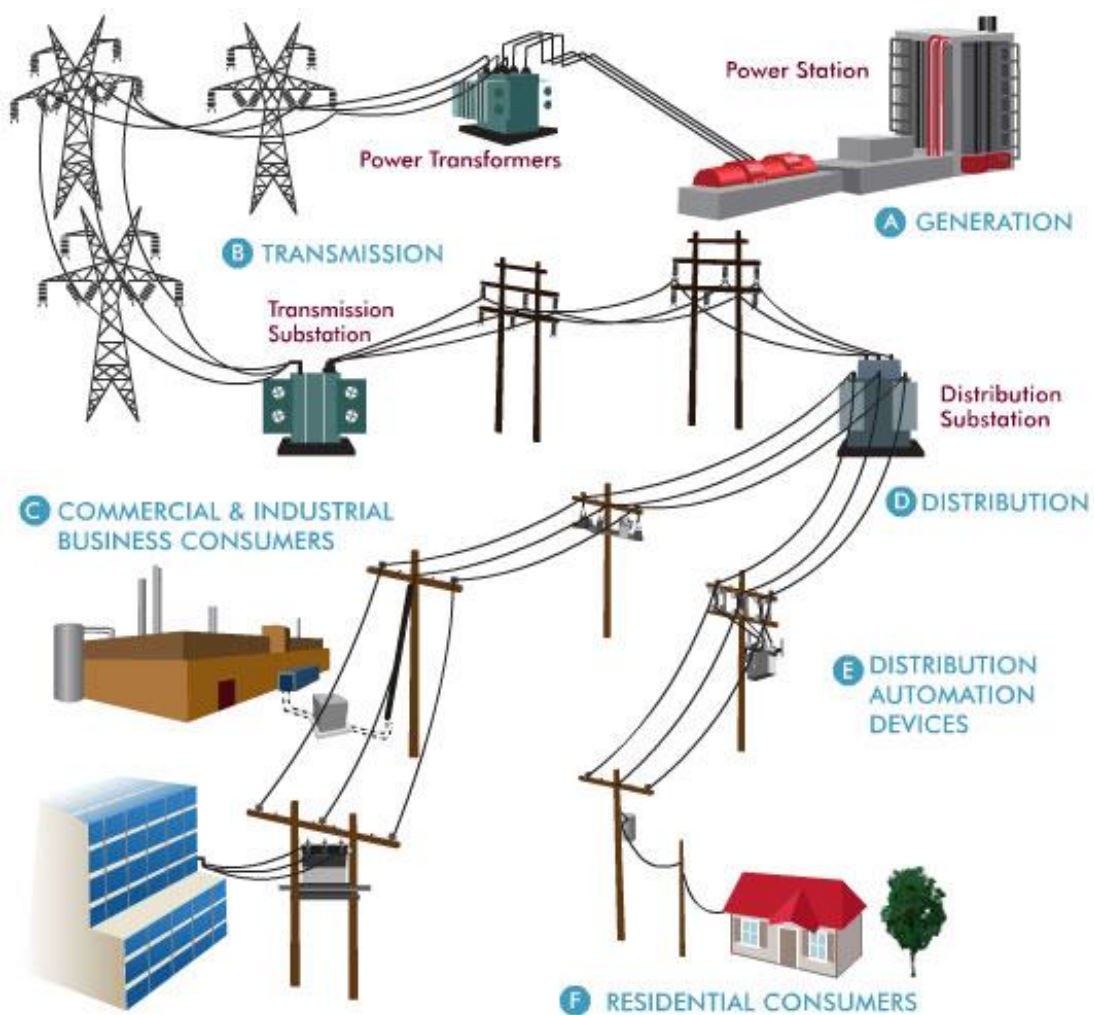 Power Station
Power Transformers
A GENERATION
B TRANSMISSION
Transmission
Substation
Distribution
Substation
C COMMERCIAL & INDUSTRIAL
BUSINESS CONSUMERS
D DISTRIBUTION
E DISTRIBUTION
AUTOMATION
DEVICES
F RESIDENTIAL CONSUMERS